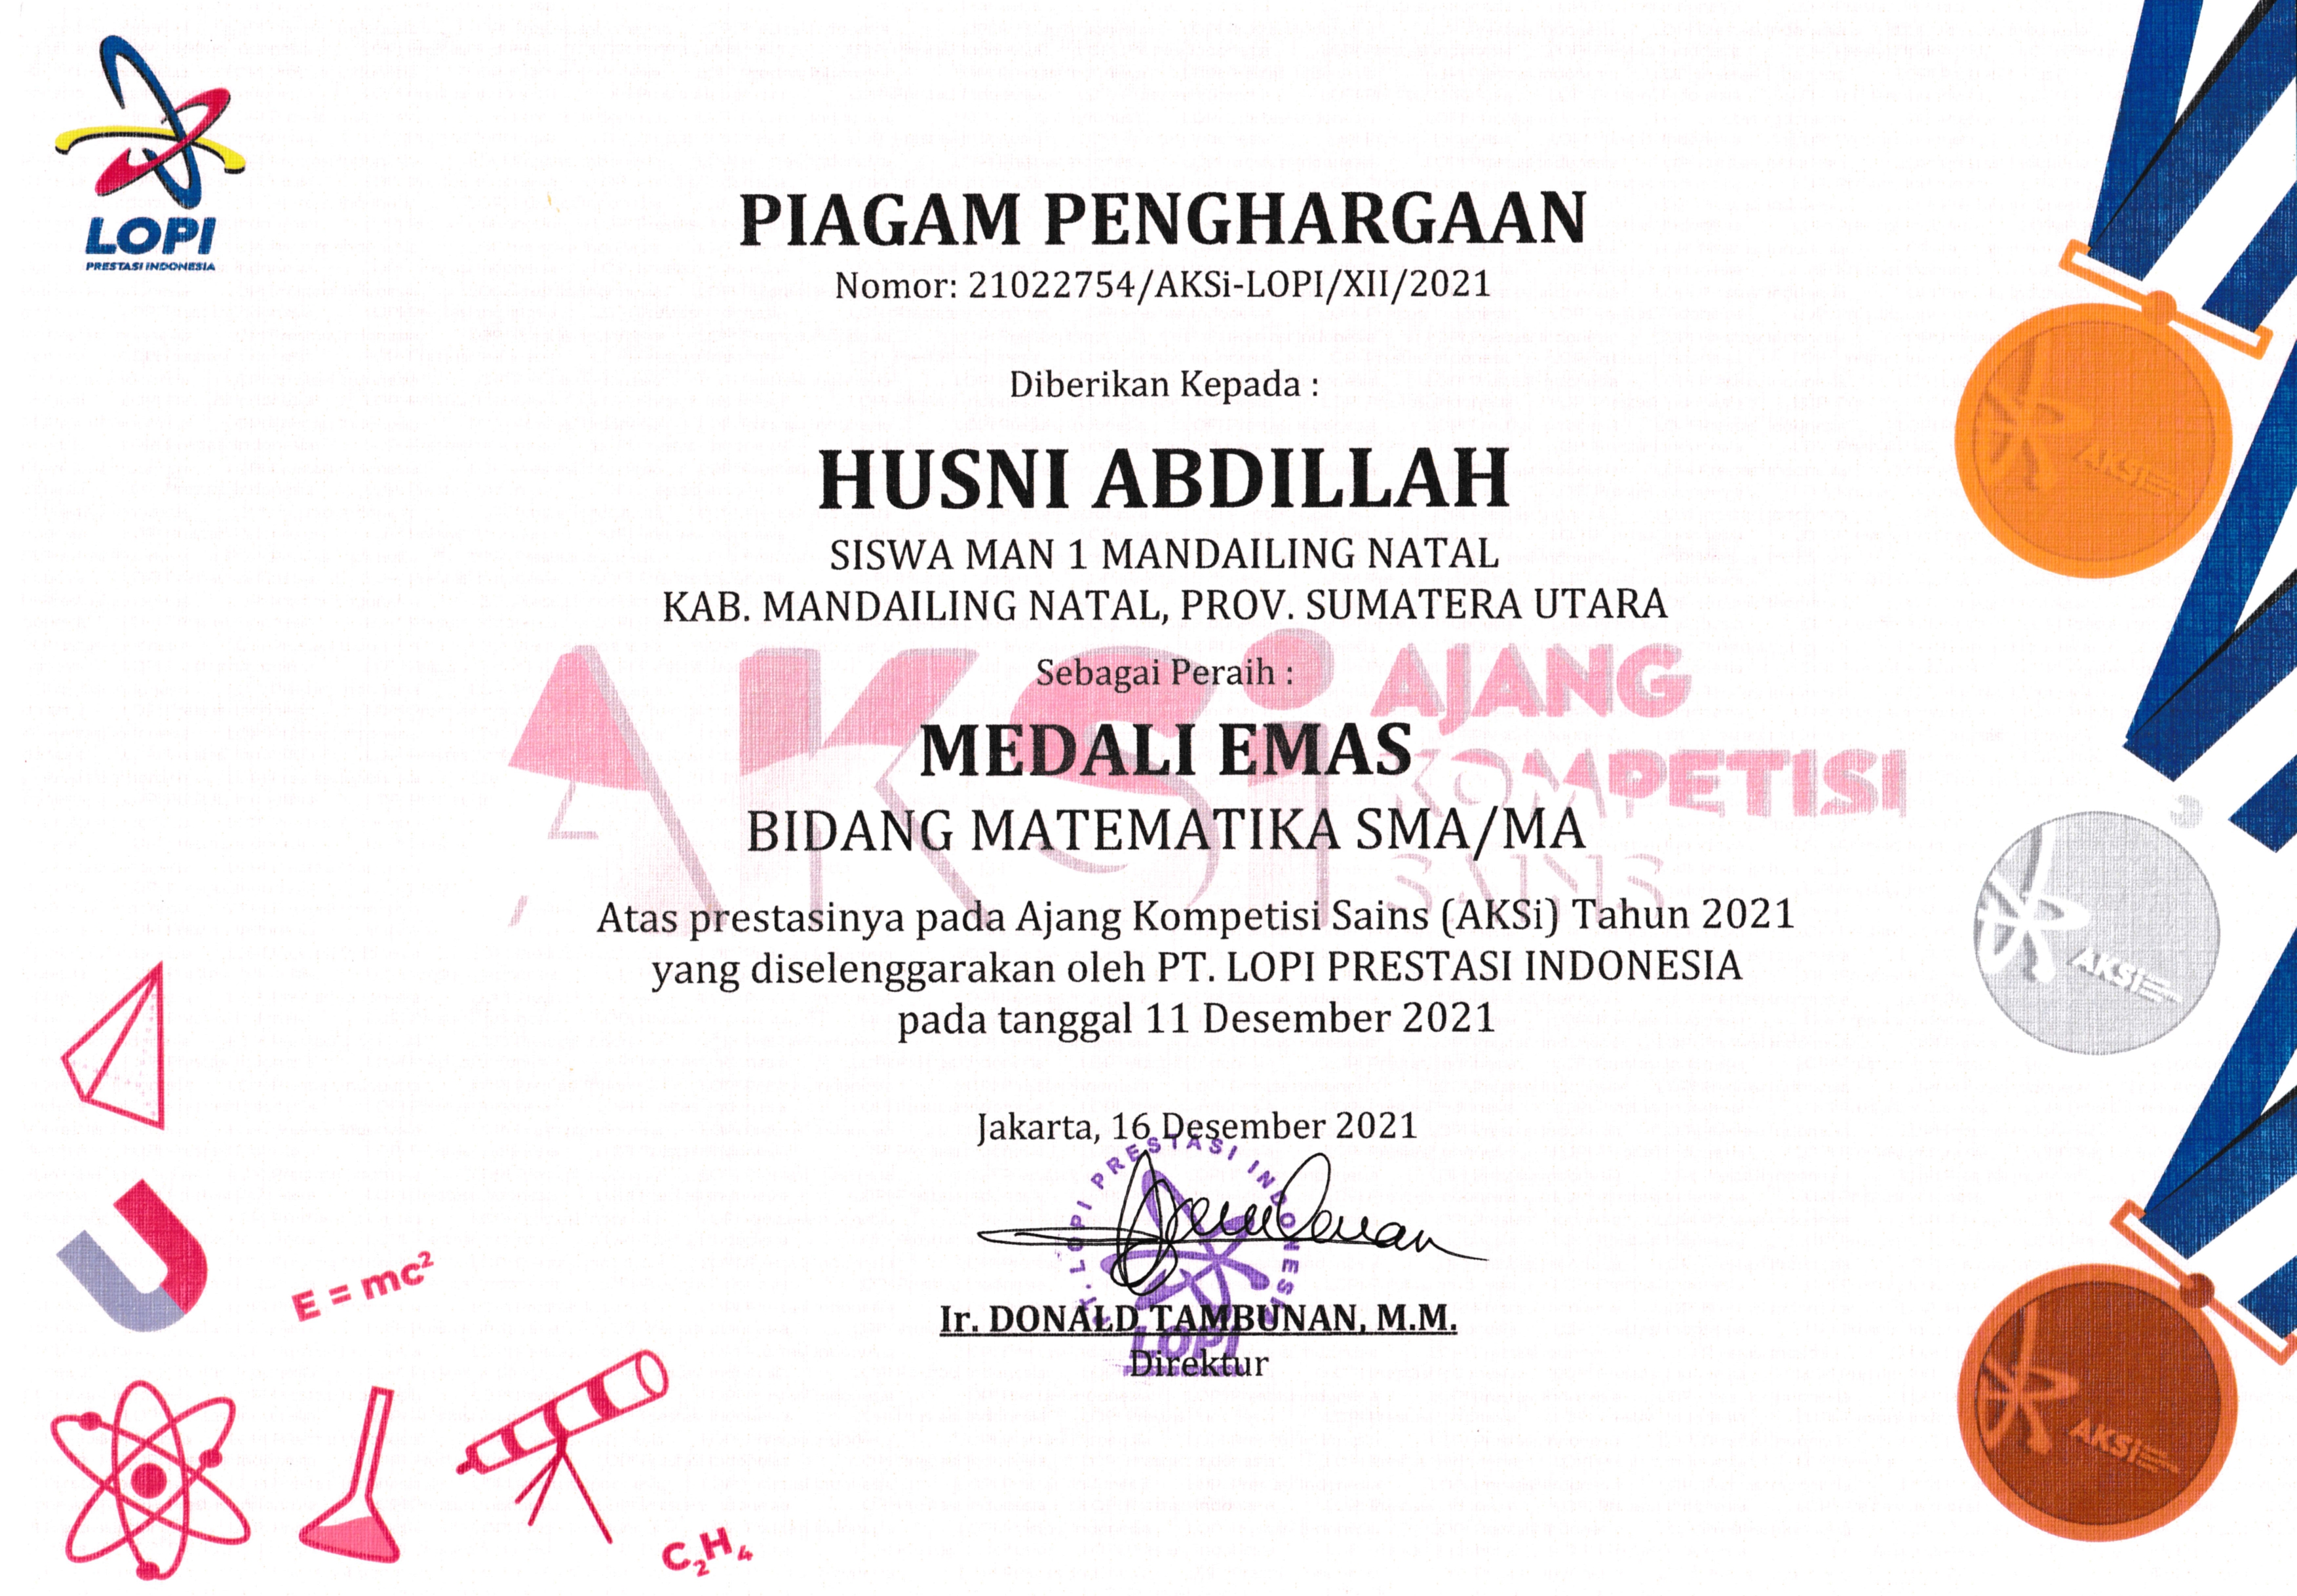 LOPI
PRESTASI INDONESIA
PIAGAM PENGHARGAAN
Nomor: 21022754/AKSi-LOPI/XII/2021
Diberikan Kepada :
HUSNI ABDILLAH
SISWA MAN 1 MANDAILING NATAL
KAB. MANDAILING NATAL, PROV. SUMATERA UTARA
Sebagai Peraih :
MEDALI EMAS
BIDANG MATEMATIKA SMA/MA
AKSi AJANG
KOMPETISI
SAINS
Atas prestasinya pada Ajang Kompetisi Sains (AKSi) Tahun 2021
yang diselenggarakan oleh PT. LOPI PRESTASI INDONESIA
pada tanggal 11 Desember 2021
Jakarta, 16 Desember 2021
PT. LOPI PRESTASI INDONESIA
LOPI
Ir. DONALD TAMBUNAN, M.M.
Direktur
E = mc²
C₂H₄
AKSi
AKSi
AKSi